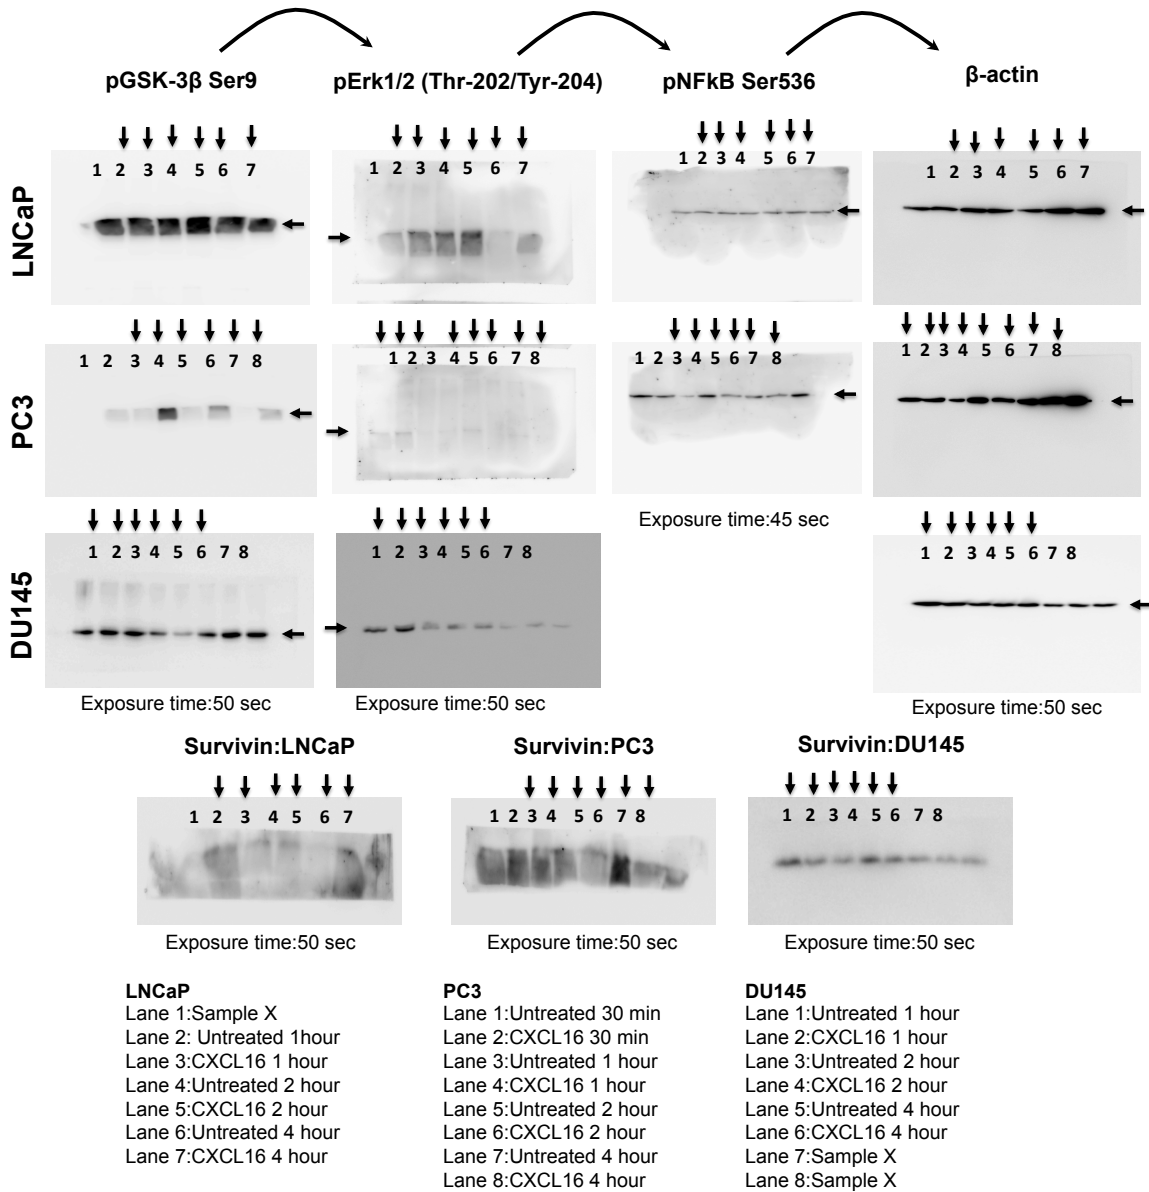 pGSK-3β Ser9
pErk1/2 (Thr-202/Tyr-204)
pNFkB Ser536
β-actin
LNCaP
1 2 3 4 5 6 7
1 2 3 4 5 6 7
1 2 3 4 5 6 7
1 2 3 4 5 6 7
PC3
1 2 3 4 5 6 7 8
1 2 3 4 5 6 7 8
1 2 3 4 5 6 7 8
1 2 3 4 5 6 7 8
Exposure time:45 sec
DU145
1 2 3 4 5 6 7 8
1 2 3 4 5 6 7 8
1 2 3 4 5 6 7 8
Exposure time:50 sec
Exposure time:50 sec
Exposure time:50 sec
Survivin:LNCaP
Survivin:PC3
Survivin:DU145
1 2 3 4 5 6 7
1 2 3 4 5 6 7 8
1 2 3 4 5 6 7 8
Exposure time:50 sec
Exposure time:50 sec
Exposure time:50 sec
LNCaP
Lane 1:Sample X
Lane 2: Untreated 1hour
Lane 3:CXCL16 1 hour
Lane 4:Untreated 2 hour
Lane 5:CXCL16 2 hour
Lane 6:Untreated 4 hour
Lane 7:CXCL16 4 hour
PC3
Lane 1:Untreated 30 min
Lane 2:CXCL16 30 min
Lane 3:Untreated 1 hour
Lane 4:CXCL16 1 hour
Lane 5:Untreated 2 hour
Lane 6:CXCL16 2 hour
Lane 7:Untreated 4 hour
Lane 8:CXCL16 4 hour
DU145
Lane 1:Untreated 1 hour
Lane 2:CXCL16 1 hour
Lane 3:Untreated 2 hour
Lane 4:CXCL16 2 hour
Lane 5:Untreated 4 hour
Lane 6:CXCL16 4 hour
Lane 7:Sample X
Lane 8:Sample X